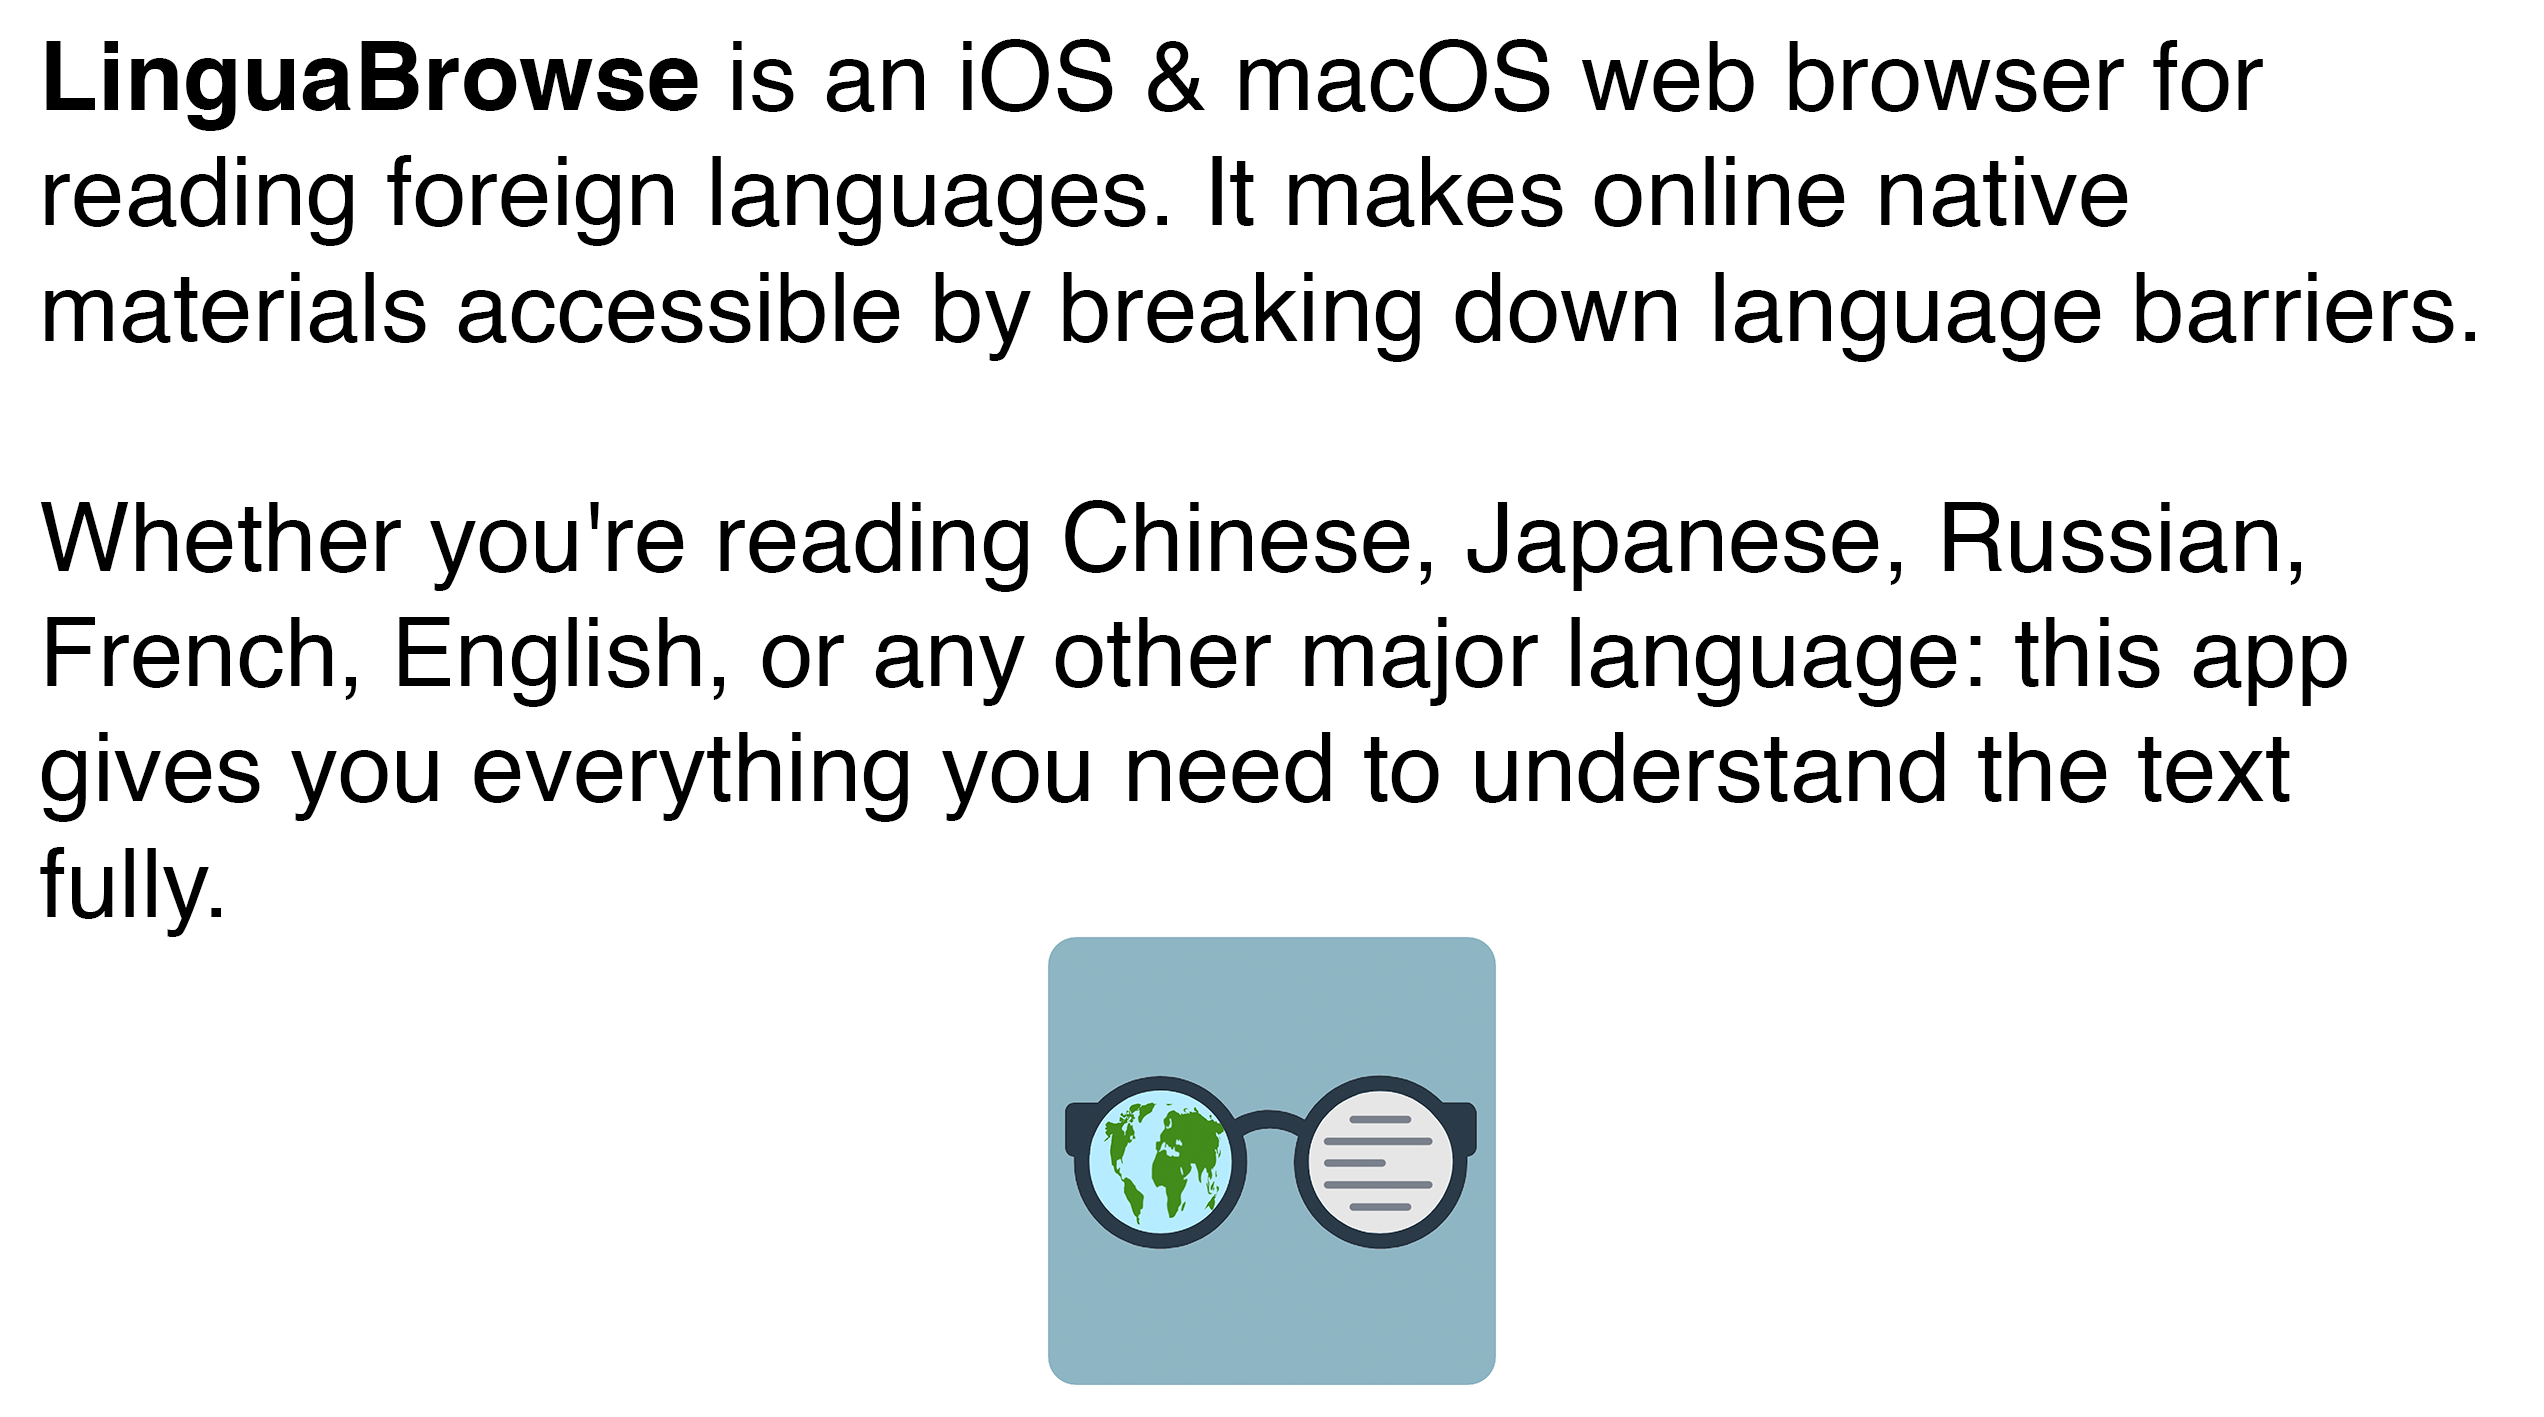 LinguaBrowse is an iOS & macOS web browser for
reading foreign languages. It makes online native
materials accessible by breaking down language barriers.
Whether you're reading Chinese, Japanese, Russian,
French, English, or any other major language: this app
gives you everything you need to understand the text
fully.